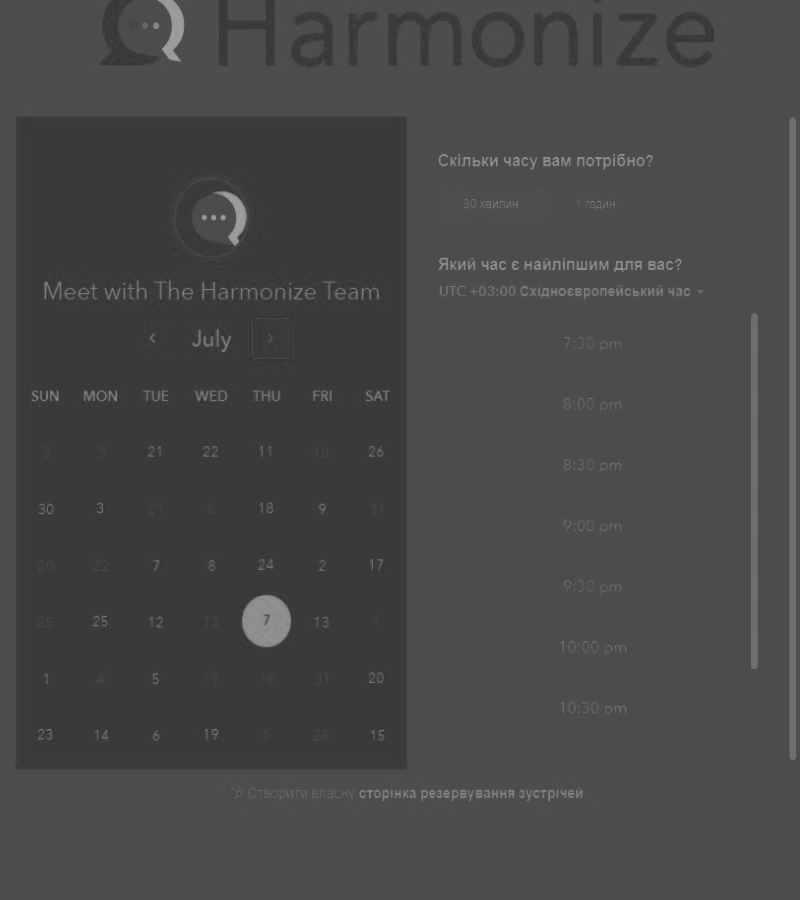 Harmonize
Meet with The Harmonize Team
July
SUN MON TUE WED THU FRI SAT
3 3 21 22 11 18 26
30 3 21 6 18 9 31
20 22 7 8 24 2 17
25 25 12 13 7 13 1
1 4 5 19 16 31 20
23 14 6 19 6 28 15
Скільки часу вам потрібно?
30 хвилин 1 годин
Який час є найліпшим для вас?
UTC +03:00 Східноєвропейський час
7:30 pm
8:00 pm
8:30 pm
9:00 pm
9:30 pm
10:00 pm
10:30 pm
Створити власну сторінка резервування зустрічей